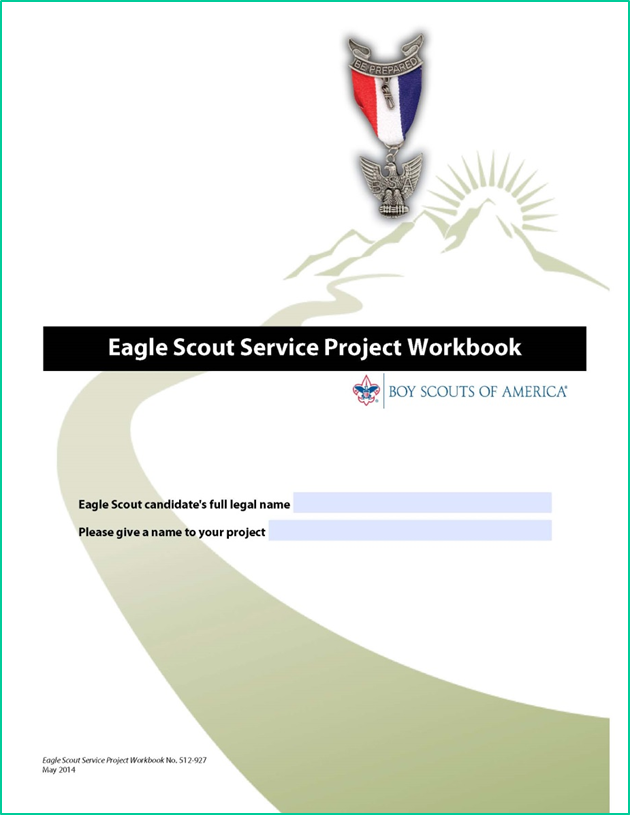 BE PREPARED
BSA
Eagle Scout Service Project Workbook
BOY SCOUTS OF AMERICA®
Eagle Scout candidate's full legal name
Please give a name to your project
Eagle Scout Service Project Workbook No. 512-927
May 2014